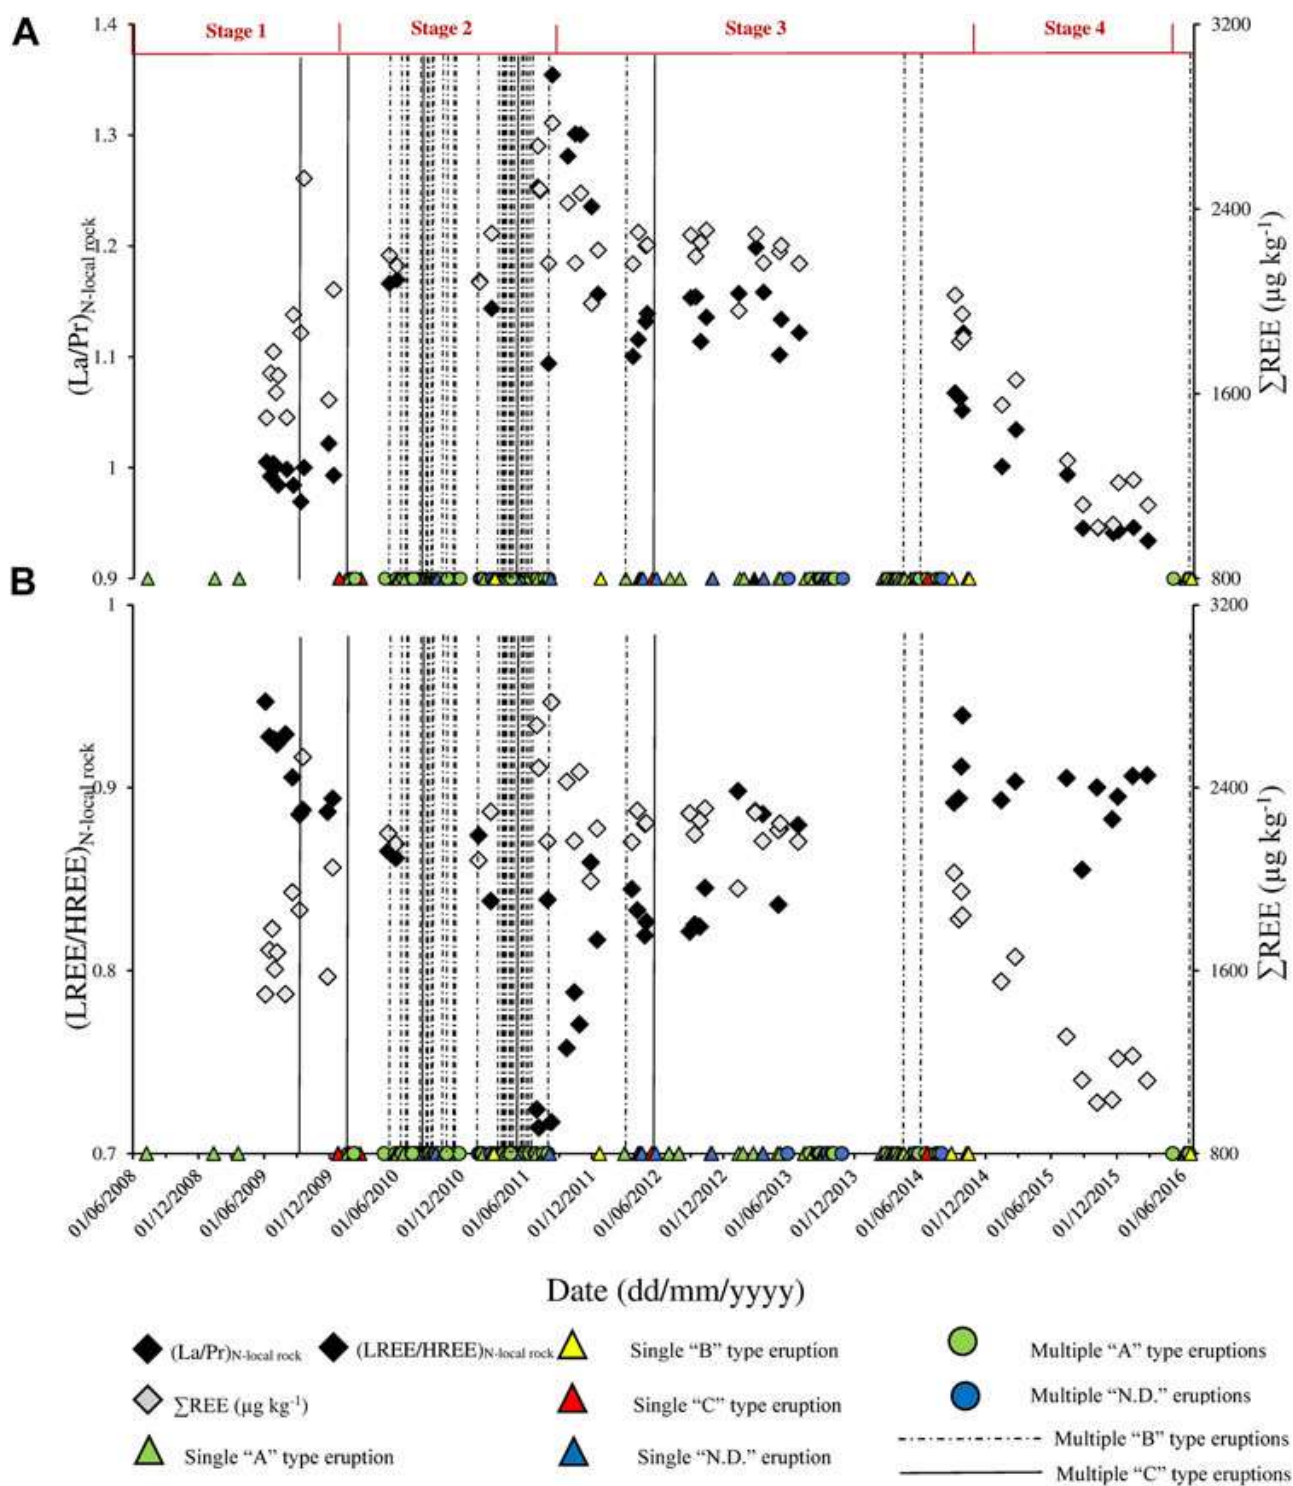 A
Stage 1 Stage 2 Stage 3 Stage 4
1.4
1.3
1.2
1.1
1
0.9
(La/Pr)N-local rock
3200
2400
1600
800
∑REE (µg kg⁻¹)
B
1
0.9
0.8
0.7
(LREE/HREE)N-local rock
3200
2400
1600
800
∑REE (µg kg⁻¹)
01/06/2008
01/12/2008
01/06/2009
01/12/2009
01/06/2010
01/12/2010
01/06/2011
01/12/2011
01/06/2012
01/12/2012
01/06/2013
01/12/2013
01/06/2014
01/12/2014
01/06/2015
01/12/2015
01/06/2016
Date (dd/mm/yyyy)
(La/Pr)N-local rock
(LREE/HREE)N-local rock
Single “B” type eruption
Multiple “A” type eruptions
∑REE (µg kg⁻¹)
Single “C” type eruption
Multiple “N.D.” eruptions
Single “A” type eruption
Single “N.D.” eruption
Multiple “B” type eruptions
Multiple “C” type eruptions